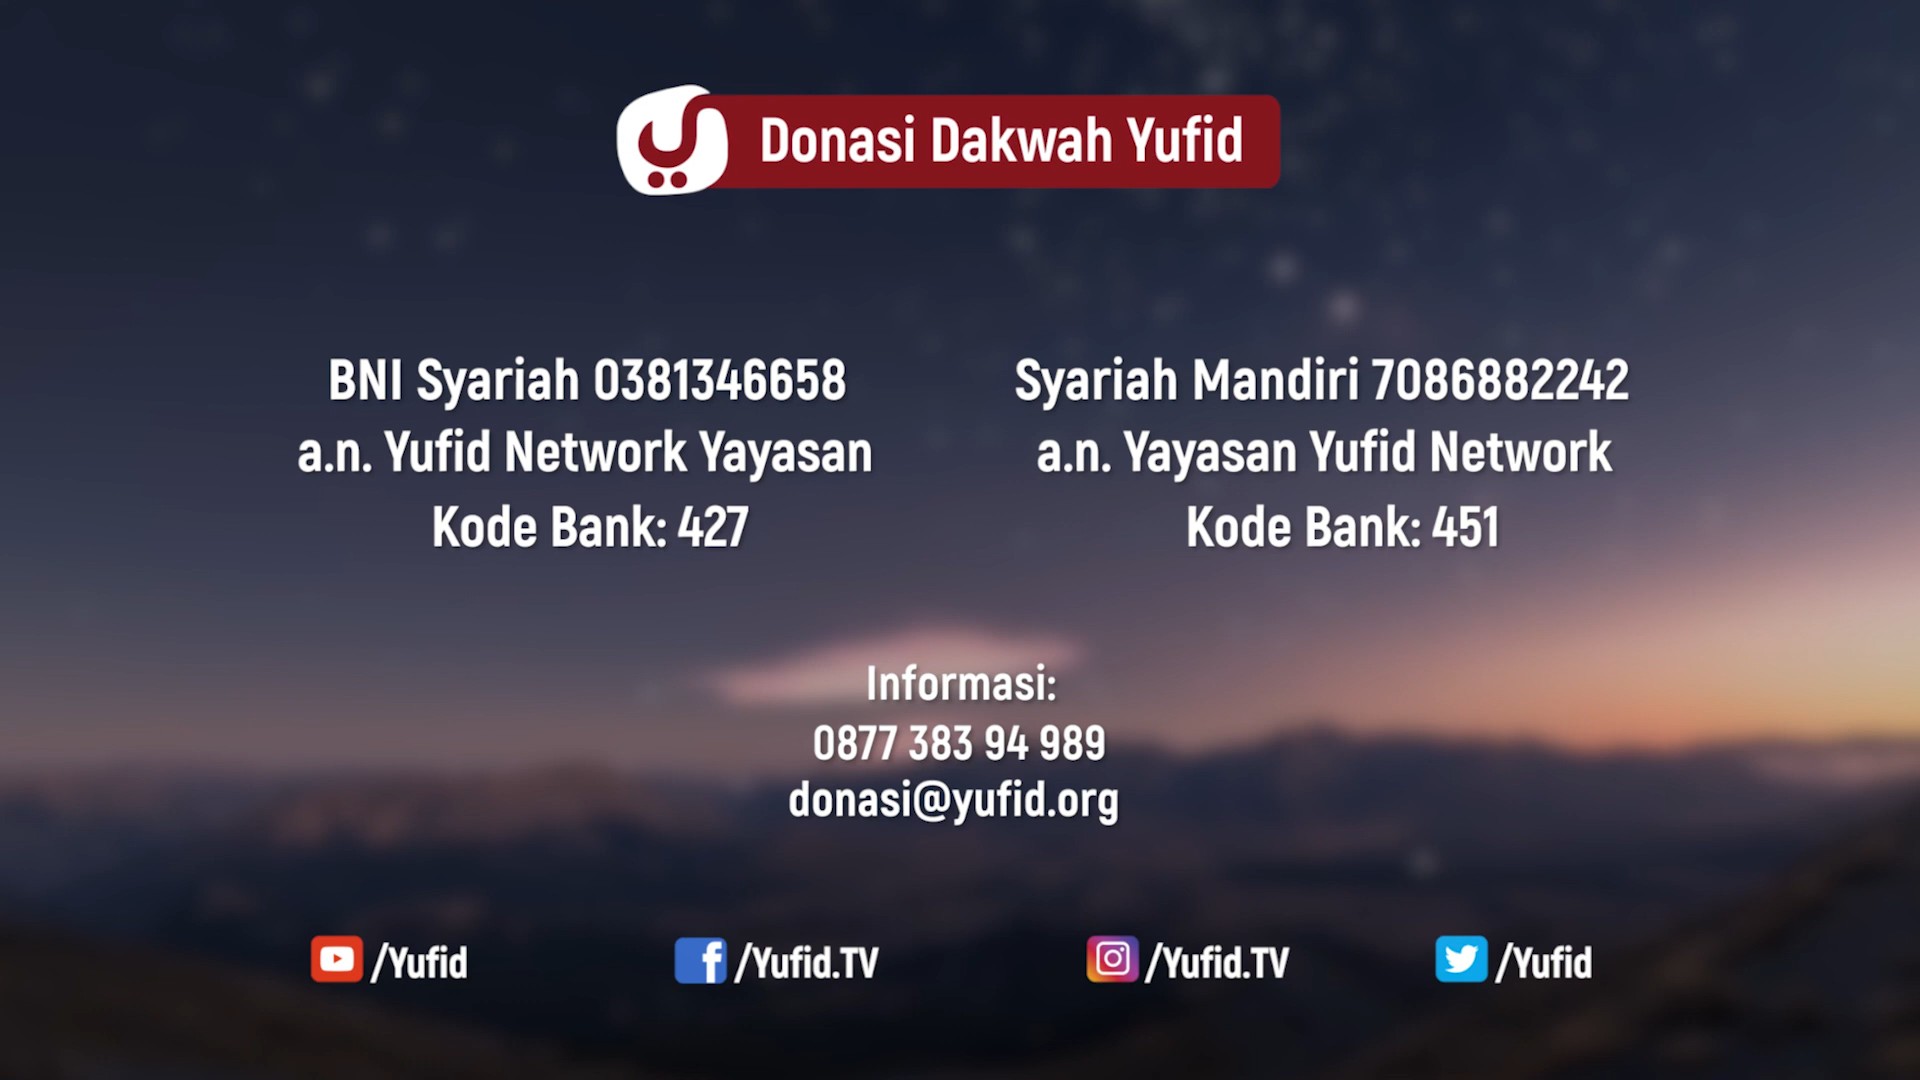 Donasi Dakwah Yufid
BNI Syariah 0381346658
a.n. Yufid Network Yayasan
Kode Bank: 427
Syariah Mandiri 7086882242
a.n. Yayasan Yufid Network
Kode Bank: 451
Informasi:
0877 383 94 989
donasi@yufid.org
/Yufid
/Yufid.TV
/Yufid.TV
/Yufid